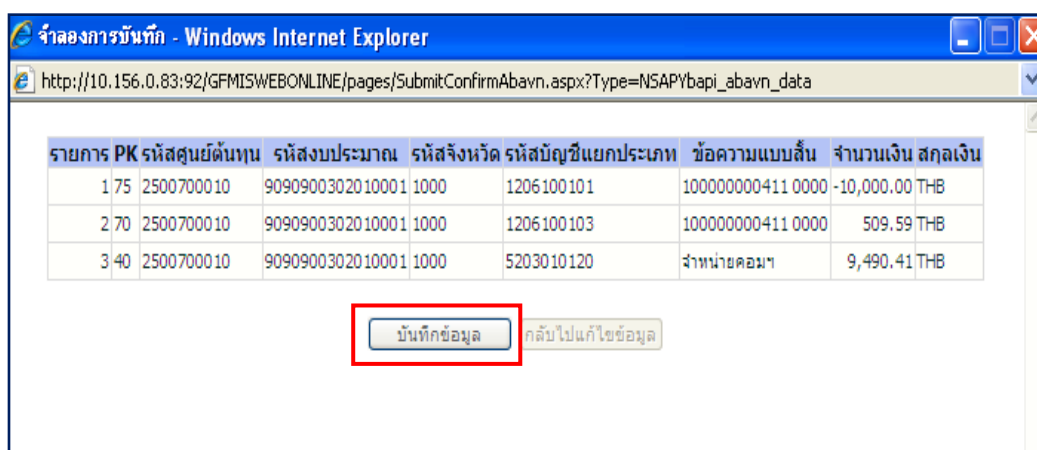 จำลองการบันทึก - Windows Internet Explorer
http://10.156.0.83:92/GFMISWEBONLINE/pages/SubmitConfirmAbavn.aspx?Type=NSAPYbapi_abavn_data
รายการ PK รหัสศูนย์ต้นทุน รหัสงบประมาณ รหัสจังหวัด รหัสบัญชีแยกประเภท ข้อความแบบสั้น จำนวนเงิน สกุลเงิน
1 75 2500700010 9090900302010001 1000 1206100101 100000000411 0000 -10,000.00 THB
2 70 2500700010 9090900302010001 1000 1206100103 100000000411 0000 509.59 THB
3 40 2500700010 9090900302010001 1000 5203010120 จำหน่ายคอมฯ 9,490.41 THB
บันทึกข้อมูล กลับไปแก้ไขข้อมูล